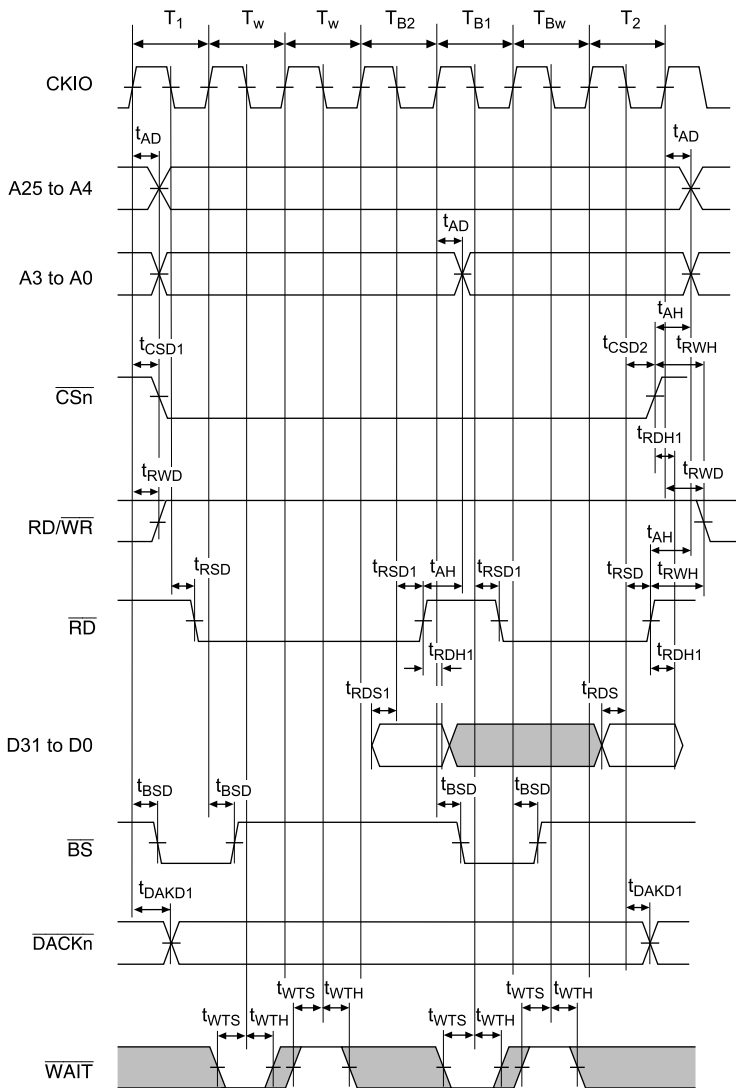 T1 Tw Tw TB2 TB1 TBw T2
CKIO
tAD tAD
A25 to A4
tAD
A3 to A0
tAH
tCSD1 tCSD2 tRWH
CSn
tRDH1
tRWD tRWD
RD/WR
tAH
tRSD tRSD1 tAH tRSD1 tRSD tRWH
RD
tRDH1 tRDH1
tRDS1 tRDS
D31 to D0
tBSD tBSD tBSD tBSD
BS
tDAKD1 tDAKD1
DACKn
tWTS tWTH tWTS tWTH
tWTS tWTH tWTS tWTH
WAIT